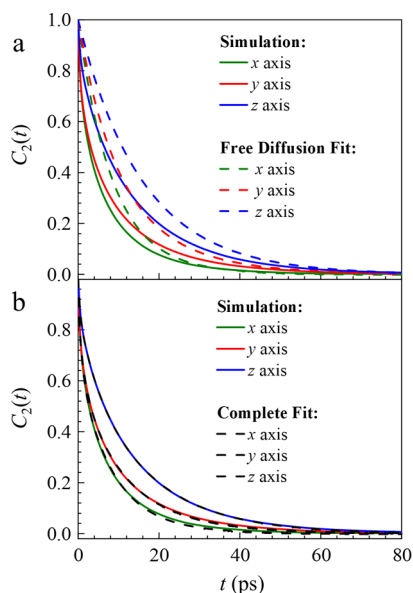 a
Simulation:
x axis
y axis
z axis
Free Diffusion Fit:
x axis
y axis
z axis
C₂(t)
1.0
0.8
0.6
0.4
0.2
0.0
b
Simulation:
x axis
y axis
z axis
Complete Fit:
x axis
y axis
z axis
C₂(t)
0.8
0.6
0.4
0.2
0.0
0 20 40 60 80
t (ps)